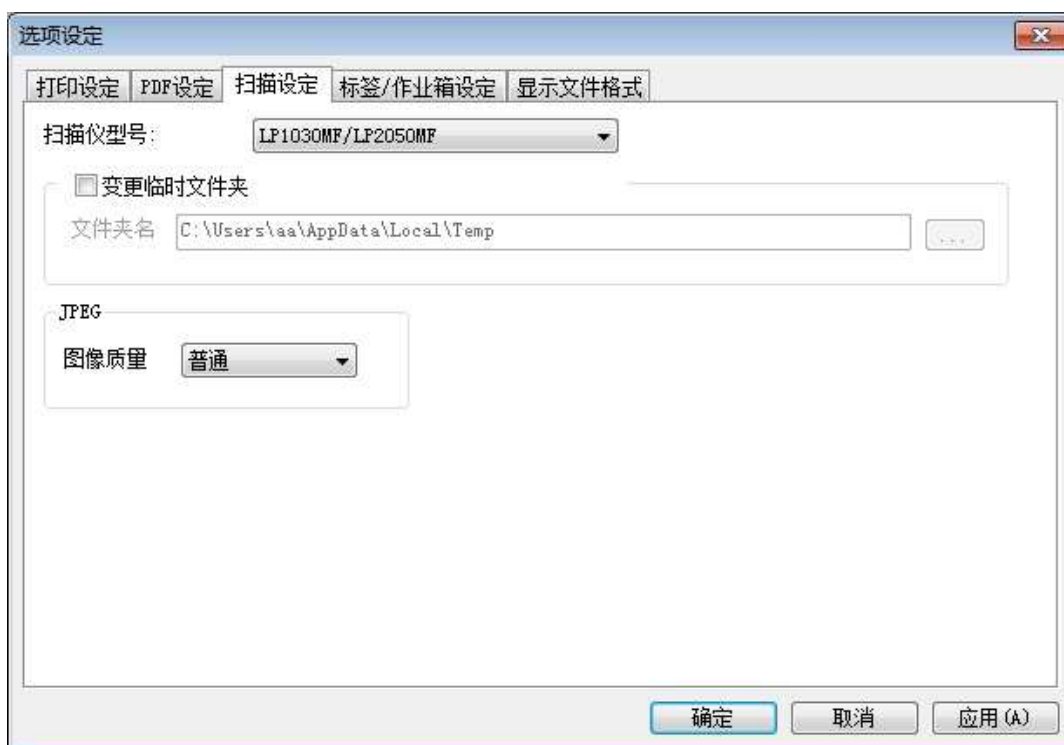 选项设定
打印设定 PDF设定 扫描设定 标签/作业箱设定 显示文件格式
扫描仪型号: LP1030MF/LP2050MF
变更临时文件夹
文件夹名 C:\Users\aa\AppData\Local\Temp ...
JPEG
图像质量 普通
确定 取消 应用(A)